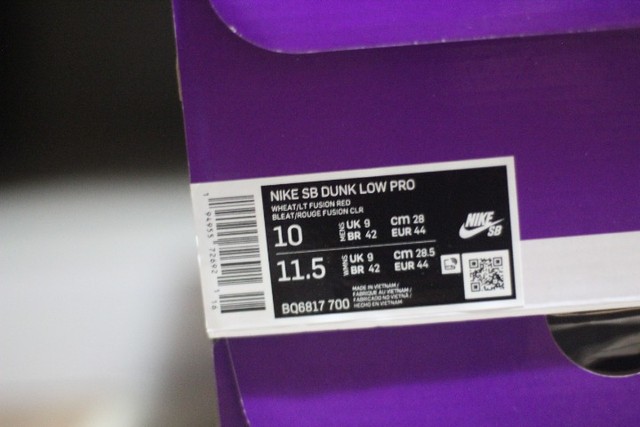 NIKE SB DUNK LOW PRO
WHEAT/LT FUSION RED
BLEAT/ROUGE FUSION CLR
10 MENS UK 9 CM 28
BR 42 EUR 44
11.5 WMNS UK 9 CM 28.5
BR 42 EUR 44
BQ6817 700
MADE IN VIETNAM /
FABRIQUE AU VIETNAM /
FABRICADO NO VIETNÃ /
HECHO EN VIETNAM
NIKE
SB